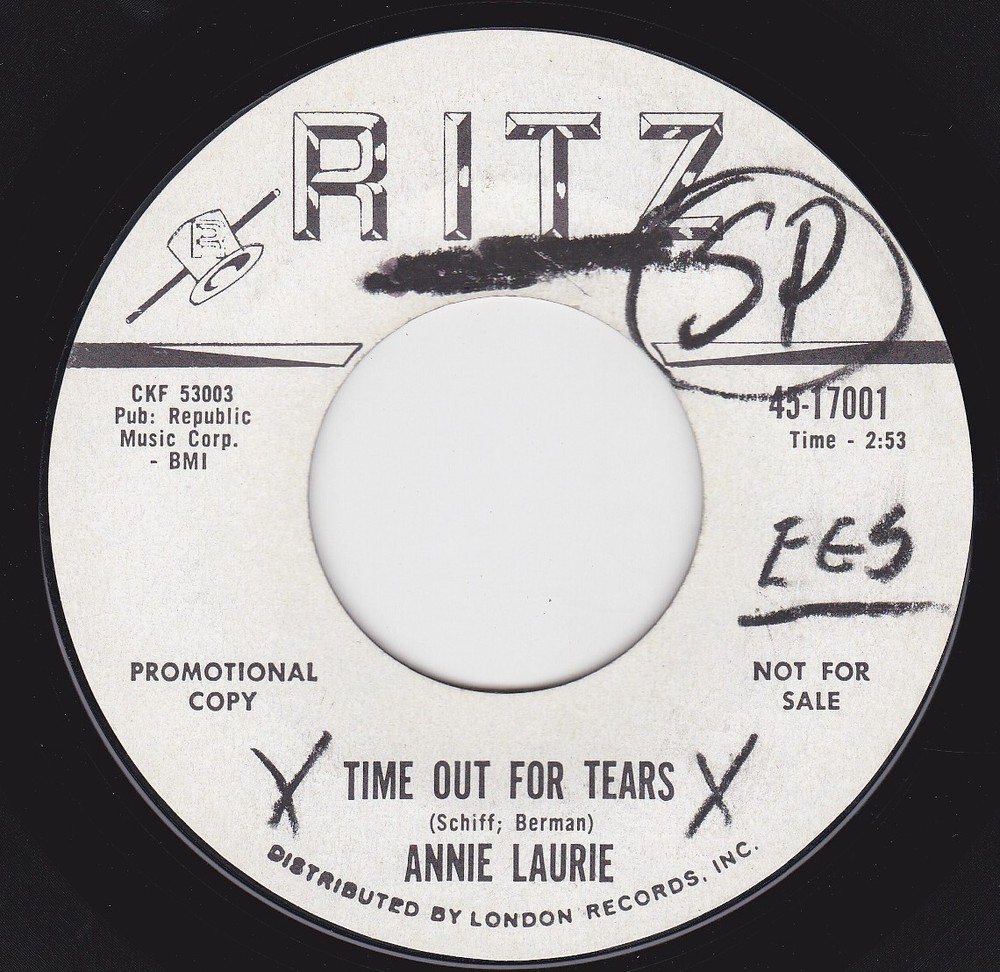 RITZ
TM
SP
CKF 53003
Pub: Republic
Music Corp.
- BMI
45-17001
Time - 2:53
EES
PROMOTIONAL
COPY
NOT FOR
SALE
X TIME OUT FOR TEARS X
(Schiff; Berman)
ANNIE LAURIE
DISTRIBUTED BY LONDON RECORDS, INC.